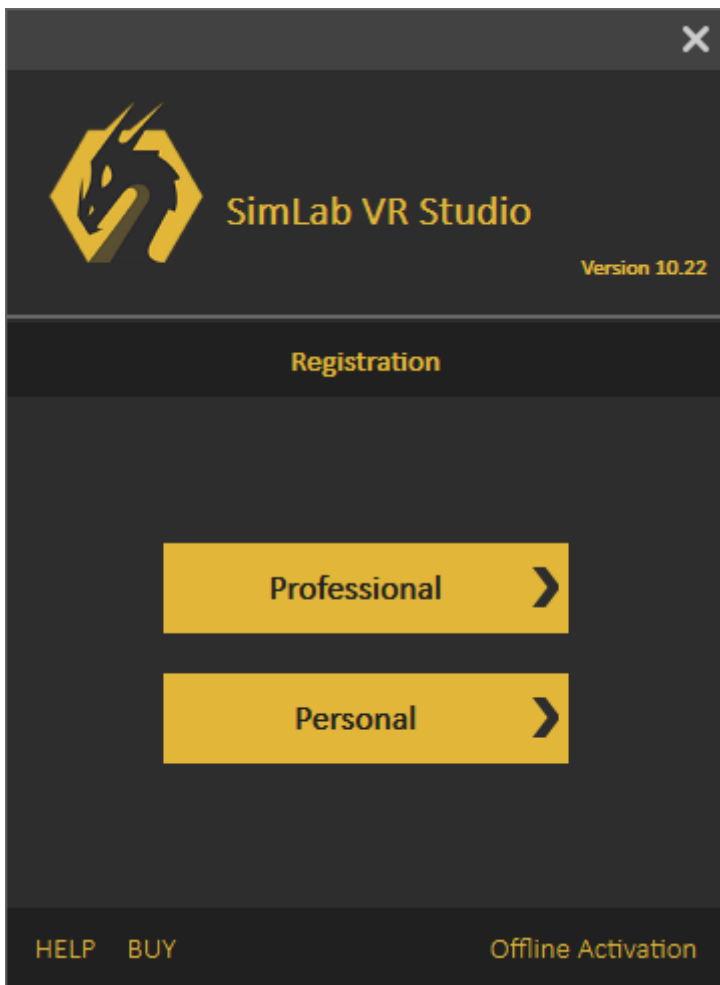 SimLab VR Studio
Version 10.22
Registration
Professional
Personal
HELP BUY Offline Activation